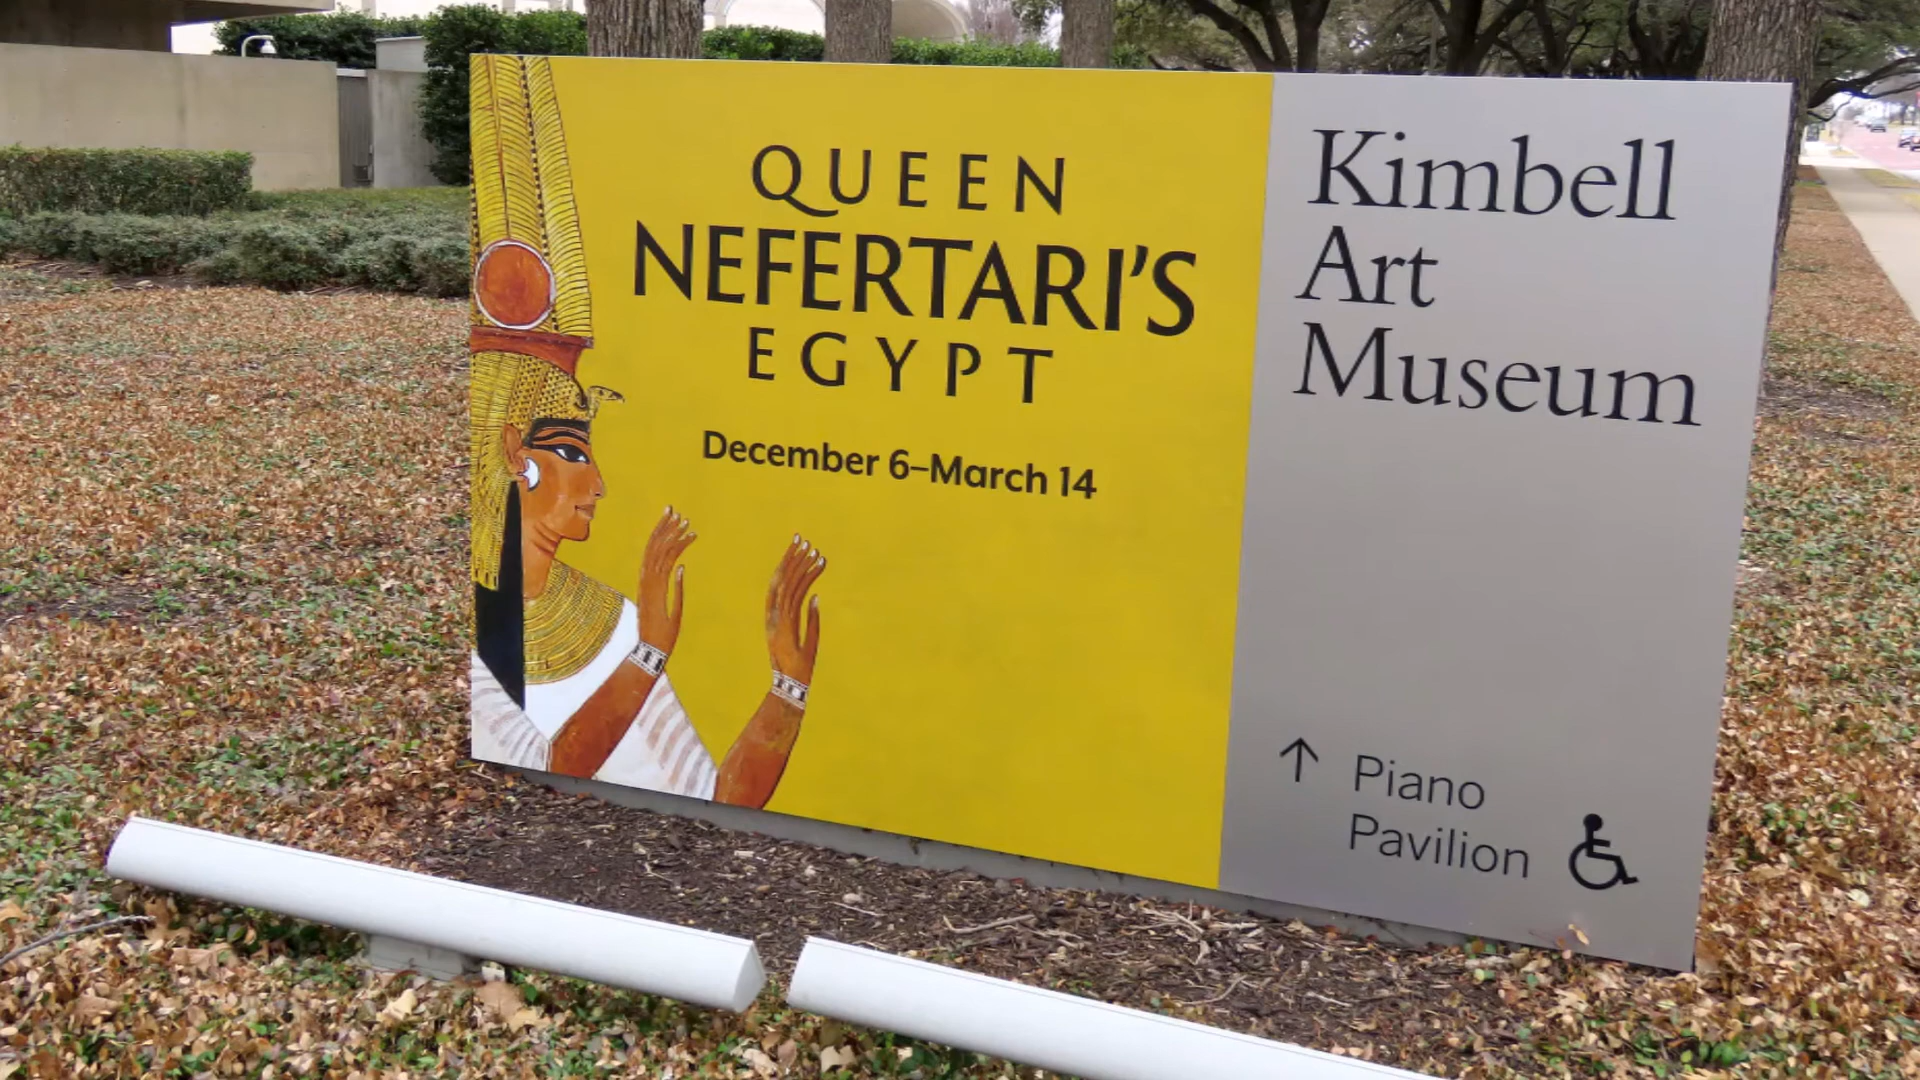 QUEEN
NEFERTARI'S
EGYPT
December 6–March 14
Kimbell
Art
Museum
↑ Piano
Pavilion